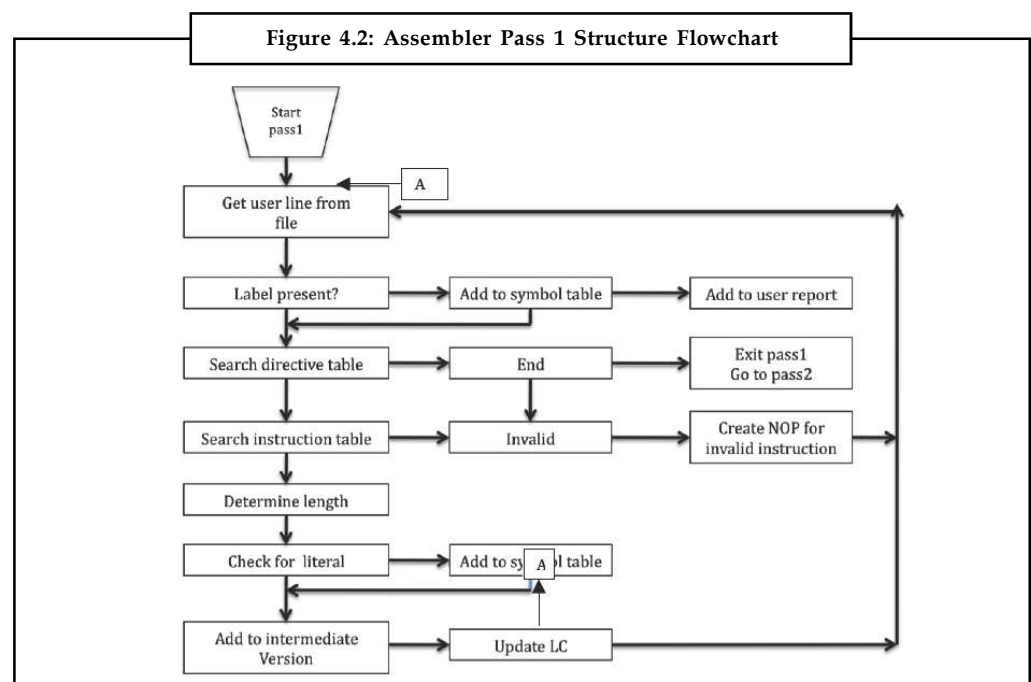 Figure 4.2: Assembler Pass 1 Structure Flowchart
Start
pass1
A
Get user line from
file
Label present?
Add to symbol table
Add to user report
Search directive table
End
Exit pass1
Go to pass2
Search instruction table
Invalid
Create NOP for
invalid instruction
Determine length
Check for literal
Add to sy l table
A
Add to intermediate
Version
Update LC